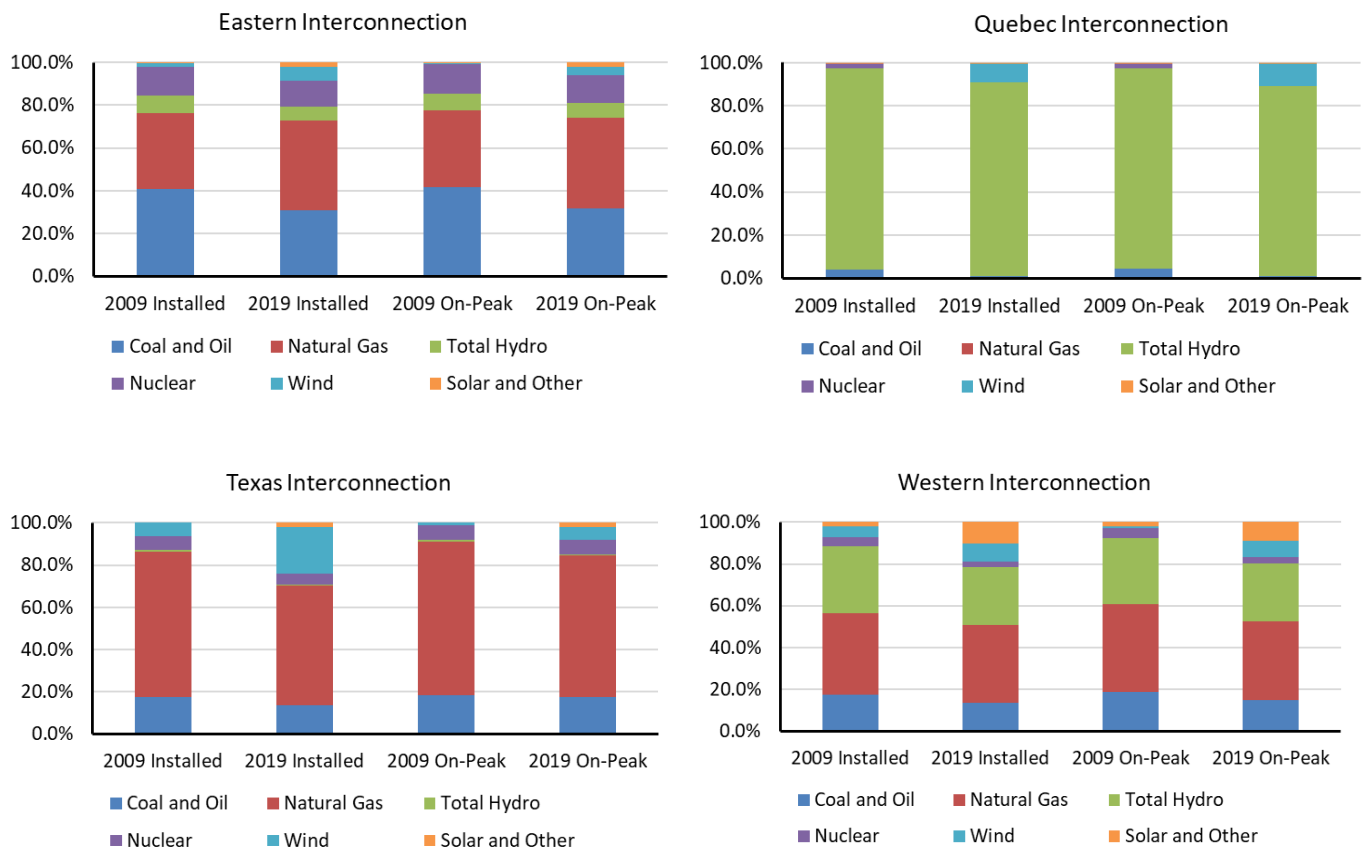 Eastern Interconnection
100.0%
80.0%
60.0%
40.0%
20.0%
0.0%
2009 Installed 2019 Installed 2009 On-Peak 2019 On-Peak
Coal and Oil Natural Gas Total Hydro
Nuclear Wind Solar and Other
Quebec Interconnection
100.0%
80.0%
60.0%
40.0%
20.0%
0.0%
2009 Installed 2019 Installed 2009 On-Peak 2019 On-Peak
Coal and Oil Natural Gas Total Hydro
Nuclear Wind Solar and Other
Texas Interconnection
100.0%
80.0%
60.0%
40.0%
20.0%
0.0%
2009 Installed 2019 Installed 2009 On-Peak 2019 On-Peak
Coal and Oil Natural Gas Total Hydro
Nuclear Wind Solar and Other
Western Interconnection
100.0%
80.0%
60.0%
40.0%
20.0%
0.0%
2009 Installed 2019 Installed 2009 On-Peak 2019 On-Peak
Coal and Oil Natural Gas Total Hydro
Nuclear Wind Solar and Other